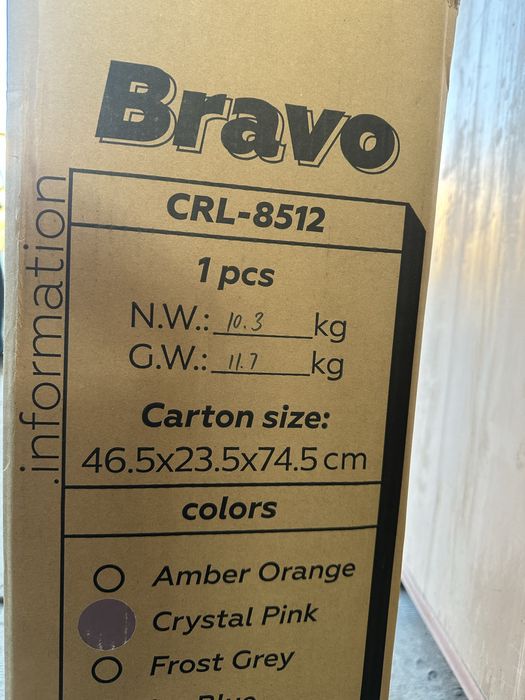 Bravo
.information
CRL-8512
1 pcs
N.W.: 10.3 kg
G.W.: 11.7 kg
Carton size:
46.5x23.5x74.5 cm
colors
Amber Orange
Crystal Pink
Frost Grey
Blue